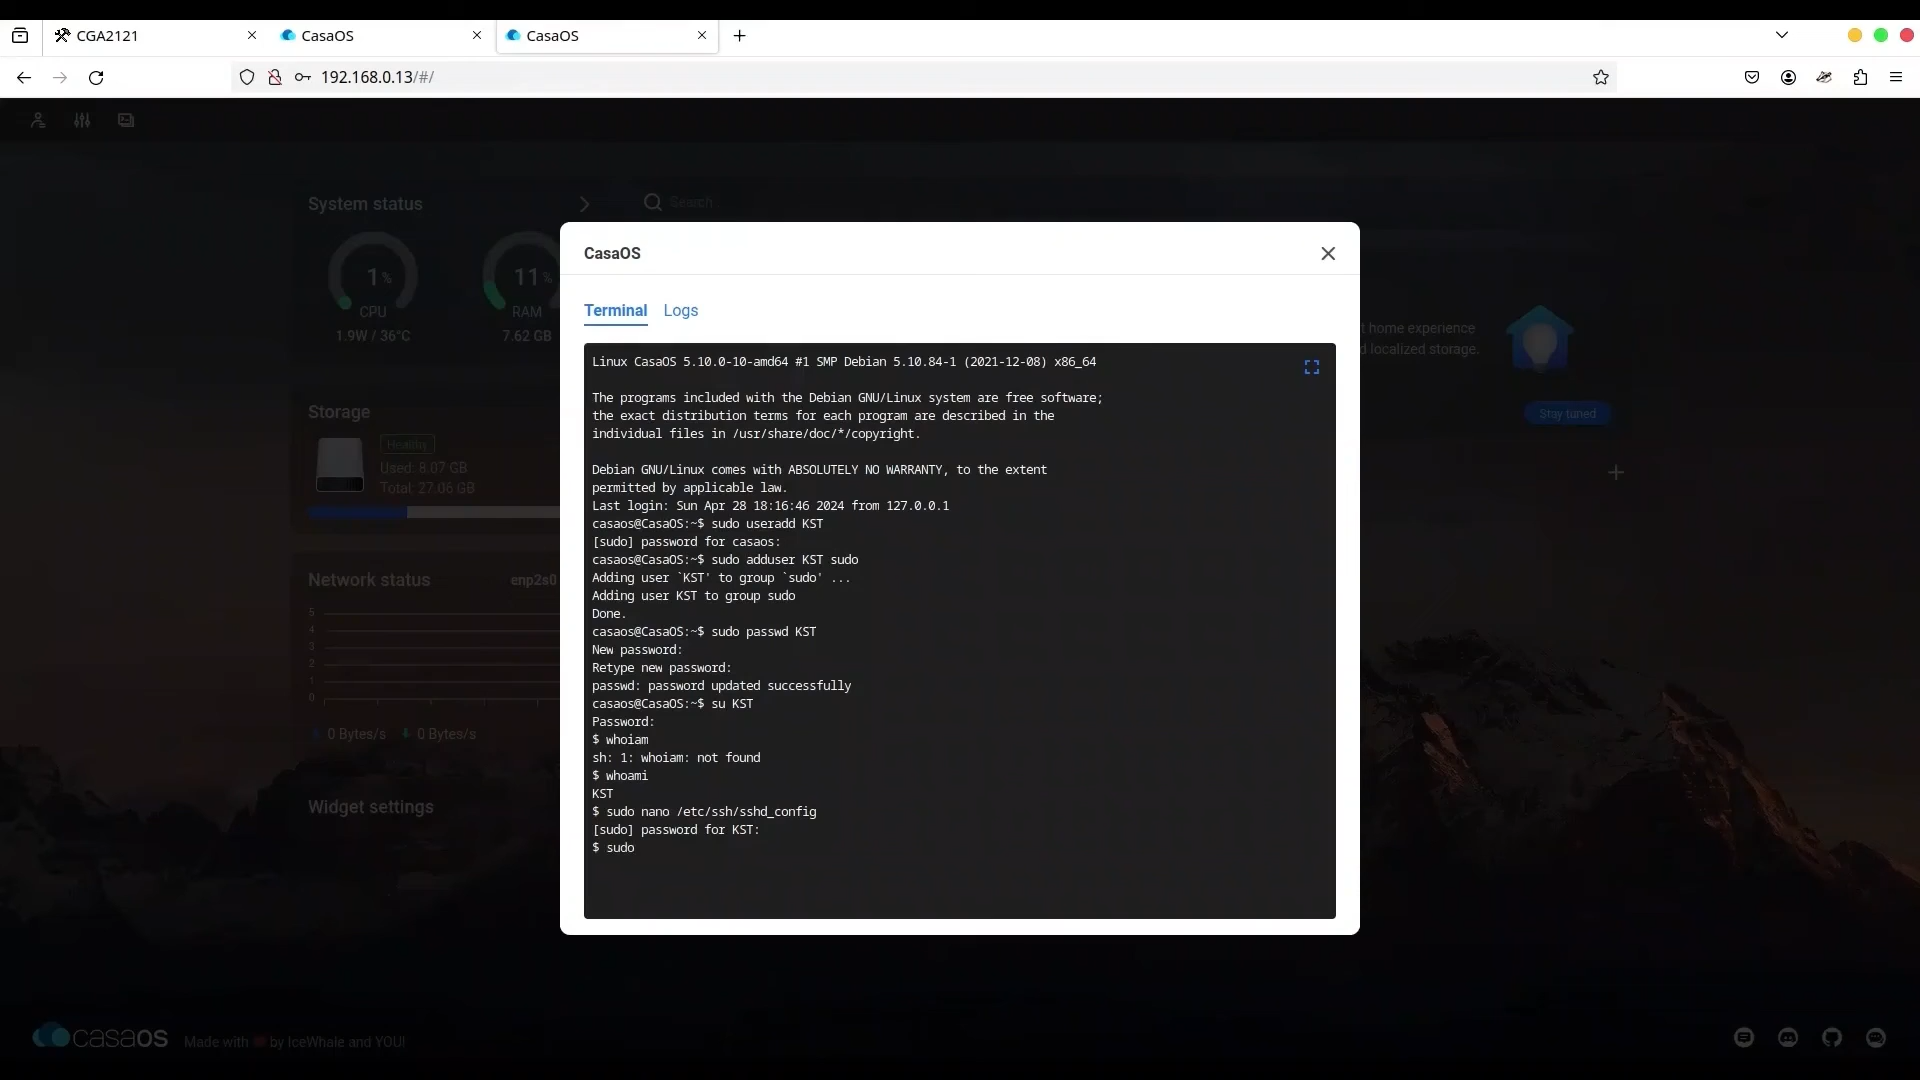 CGA2121
CasaOS
CasaOS
192.168.0.13/#/
System status
Search
1%
CPU
1.9W / 36°C
11%
RAM
7.62 GB
CasaOS
Terminal
Logs
t home experience
d localized storage.
Stay tuned
Storage
Healthy
Used: 8.07 GB
Total: 27.06 GB
Network status
enp2s0
5
4
3
2
1
0
0 Bytes/s
0 Bytes/s
Widget settings
Linux CasaOS 5.10.0-10-amd64 #1 SMP Debian 5.10.84-1 (2021-12-08) x86_64
The programs included with the Debian GNU/Linux system are free software;
the exact distribution terms for each program are described in the
individual files in /usr/share/doc/*/copyright.
Debian GNU/Linux comes with ABSOLUTELY NO WARRANTY, to the extent
permitted by applicable law.
Last login: Sun Apr 28 18:16:46 2024 from 127.0.0.1
casaos@CasaOS:~$ sudo useradd KST
[sudo] password for casaos:
casaos@CasaOS:~$ sudo adduser KST sudo
Adding user `KST' to group `sudo' ...
Adding user KST to group sudo
Done.
casaos@CasaOS:~$ sudo passwd KST
New password:
Retype new password:
passwd: password updated successfully
casaos@CasaOS:~$ su KST
Password:
$ whoiam
sh: 1: whoiam: not found
$ whoami
KST
$ sudo nano /etc/ssh/sshd_config
[sudo] password for KST:
$ sudo
casaos
Made with by IceWhale and YOU!